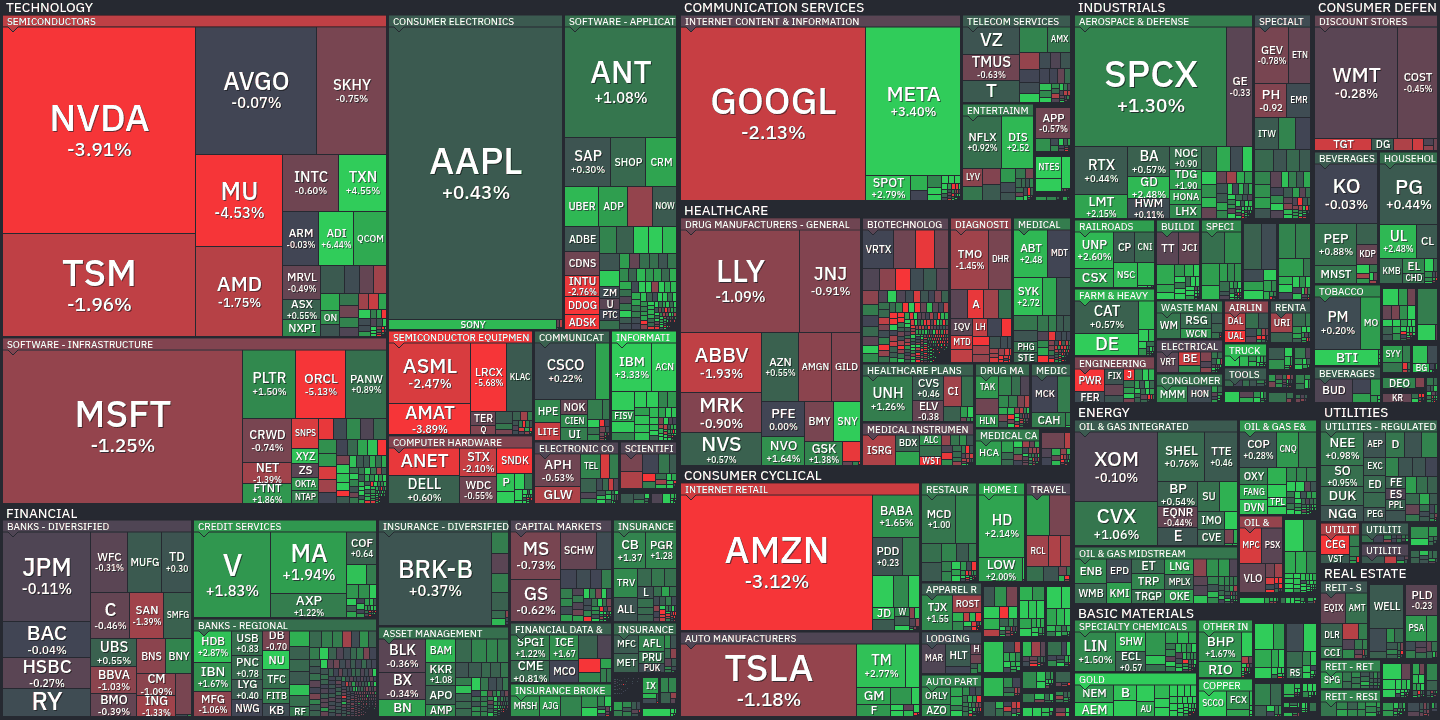 TECHNOLOGY
SEMICONDUCTORS
NVDA
-3.91%
TSM
-1.96%
AVGO
-0.07%
SKHY
-0.75%
MU
-4.53%
AMD
-1.75%
INTC
-0.60%
TXN
+4.55%
ARM
-0.03%
ADI
+6.44%
QCOM
MRVL
-0.49%
ASX
+0.55%
ON
NXPI
CONSUMER ELECTRONICS
AAPL
+0.43%
SONY
SOFTWARE - APPLICAT
ANT
+1.08%
SAP
+0.30%
SHOP
CRM
UBER
ADP
NOW
ADBE
CDNS
INTU
-2.76%
ZM
DDOG
U
PTC
ADSK
SOFTWARE - INFRASTRUCTURE
MSFT
-1.25%
PLTR
+1.50%
ORCL
-5.13%
PANW
+0.89%
CRWD
-0.74%
SNPS
XYZ
NET
-1.39%
ZS
OKTA
FTNT
+1.86%
NTAP
SEMICONDUCTOR EQUIPMEN
ASML
-2.47%
LRCX
-5.68%
KLAC
AMAT
-3.89%
TER
Q
COMMUNICAT
CSCO
+0.22%
HPE
NOK
CIEN
LITE
UI
INFORMATI
IBM
+3.33%
ACN
FISV
COMPUTER HARDWARE
ANET
STX
-2.10%
SNDK
DELL
+0.60%
WDC
-0.55%
P
ELECTRONIC CO
APH
-0.53%
TEL
GLW
SCIENTIFI
FINANCIAL
BANKS - DIVERSIFIED
JPM
-0.11%
WFC
-0.31%
MUFG
TD
+0.30
BAC
-0.04%
C
-0.46%
SAN
-1.39%
SMFG
HSBC
-0.27%
UBS
+0.55%
BNS
BNY
RY
BBVA
-1.03%
CM
-1.09%
BMO
-0.39%
ING
-1.33%
CREDIT SERVICES
V
+1.83%
MA
+1.94%
COF
+0.64
AXP
+1.22%
BANKS - REGIONAL
HDB
+2.87%
USB
+0.83
DB
-0.70
NU
IBN
+1.67%
PNC
+0.78
TFC
LYG
+0.40
FITB
MFG
-1.06%
NWG
KB
RF
INSURANCE - DIVERSIFIED
BRK-B
+0.37%
ASSET MANAGEMENT
BLK
-0.36%
BAM
BX
-0.34%
KKR
+1.08
APO
BN
AMP
CAPITAL MARKETS
MS
-0.73%
SCHW
GS
-0.62%
INSURANCE
CB
+1.37
PGR
+1.28
TRV
L
ALL
FINANCIAL DATA &
SPGI
+1.22%
ICE
+1.67
CME
+0.81%
MCO
INSURANCE
MFC
AFL
MET
PRU
PUK
IX
INSURANCE BROKE
MRSH
AJG
COMMUNICATION SERVICES
INTERNET CONTENT & INFORMATION
GOOGL
-2.13%
META
+3.40%
SPOT
+2.79%
TELECOM SERVICES
VZ
AMX
TMUS
-0.63%
T
ENTERTAINM
NFLX
+0.92%
DIS
+2.52
LYV
APP
-0.57%
NTES
HEALTHCARE
DRUG MANUFACTURERS - GENERAL
LLY
-1.09%
JNJ
-0.91%
ABBV
-1.93%
AZN
+0.55%
AMGN
GILD
MRK
-0.90%
PFE
0.00%
BMY
SNY
NVS
+0.57%
NVO
+1.64%
GSK
+1.38%
BIOTECHNOLOG
VRTX
DIAGNOSTI
TMO
-1.45%
DHR
A
IQV
LH
MTD
MEDICAL
ABT
+2.48
MDT
SYK
+2.72
PHG
STE
HEALTHCARE PLANS
UNH
+1.26%
CVS
+0.46
CI
ELV
-0.38
DRUG MA
TAK
HLN
MEDIC
MCK
CAH
MEDICAL INSTRUMEN
ISRG
BDX
ALC
WST
MEDICAL CA
HCA
CONSUMER CYCLICAL
INTERNET RETAIL
AMZN
-3.12%
BABA
+1.65%
PDD
+0.23
JD
W
RESTAUR
MCD
+1.00
HOME I
HD
+2.14%
LOW
+2.00%
TRAVEL
RCL
APPAREL R
TJX
+1.55
ROST
AUTO MANUFACTURERS
TSLA
-1.18%
TM
+2.77%
GM
F
LODGING
MAR
HLT
H
AUTO PART
ORLY
AZO
INDUSTRIALS
AEROSPACE & DEFENSE
SPCX
+1.30%
GE
-0.33
RTX
+0.44%
BA
+0.57%
NOC
+0.90
GD
+2.48%
TDG
+1.90
LMT
+2.15%
HWM
+0.11%
HONA
LHX
SPECIALT
GEV
-0.78%
ETN
PH
-0.92
EMR
ITW
RAILROADS
UNP
+2.60%
CP
CNI
CSX
NSC
BUILDI
TT
JCI
SPECI
FARM & HEAVY
CAT
+0.57%
DE
WASTE MAN
WM
RSG
WCN
AIRLIN
DAL
UAL
RENTA
URI
ENGINEERING
PWR
FIX
J
FER
ELECTRICAL
VRT
BE
TRUCK
CONGLOMER
MMM
HON
TOOLS
CONSUMER DEFEN
DISCOUNT STORES
WMT
-0.28%
COST
-0.45%
TGT
DG
BEVERAGES
KO
-0.03%
PEP
+0.88%
KDP
MNST
HOUSEHOL
PG
+0.44%
UL
+2.48%
CL
KMB
EL
CHD
TOBACCO
PM
+0.20%
MO
BTI
SYY
BG
BEVERAGES
BUD
DEO
KR
ENERGY
OIL & GAS INTEGRATED
XOM
-0.10%
SHEL
+0.76%
TTE
+0.46
CVX
+1.06%
BP
+0.54%
SU
EQNR
-0.44%
IMO
E
CVE
OIL & GAS E&
COP
+0.28%
CNQ
OXY
FANG
TPL
DVN
OIL &
MPC
PSX
VLO
OIL & GAS MIDSTREAM
ENB
EPD
ET
LNG
TRP
MPLX
WMB
KMI
TRGP
OKE
UTILITIES
UTILITIES - REGULATED
NEE
+0.98%
AEP
D
SO
+0.95%
EXC
DUK
ED
FE
ES
PPL
NGG
PEG
UTILIT
CEG
VST
UTILITI
UTILITI
BASIC MATERIALS
SPECIALTY CHEMICALS
LIN
+1.50%
SHW
ECL
+0.57
OTHER IN
BHP
+1.67%
RIO
RS
GOLD
NEM
B
AEM
AU
COPPER
SCCO
FCX
REAL ESTATE
REIT - S
EQIX
AMT
WELL
PLD
-0.23
PSA
DLR
CCI
REIT - RET
SPG
REIT - RESI